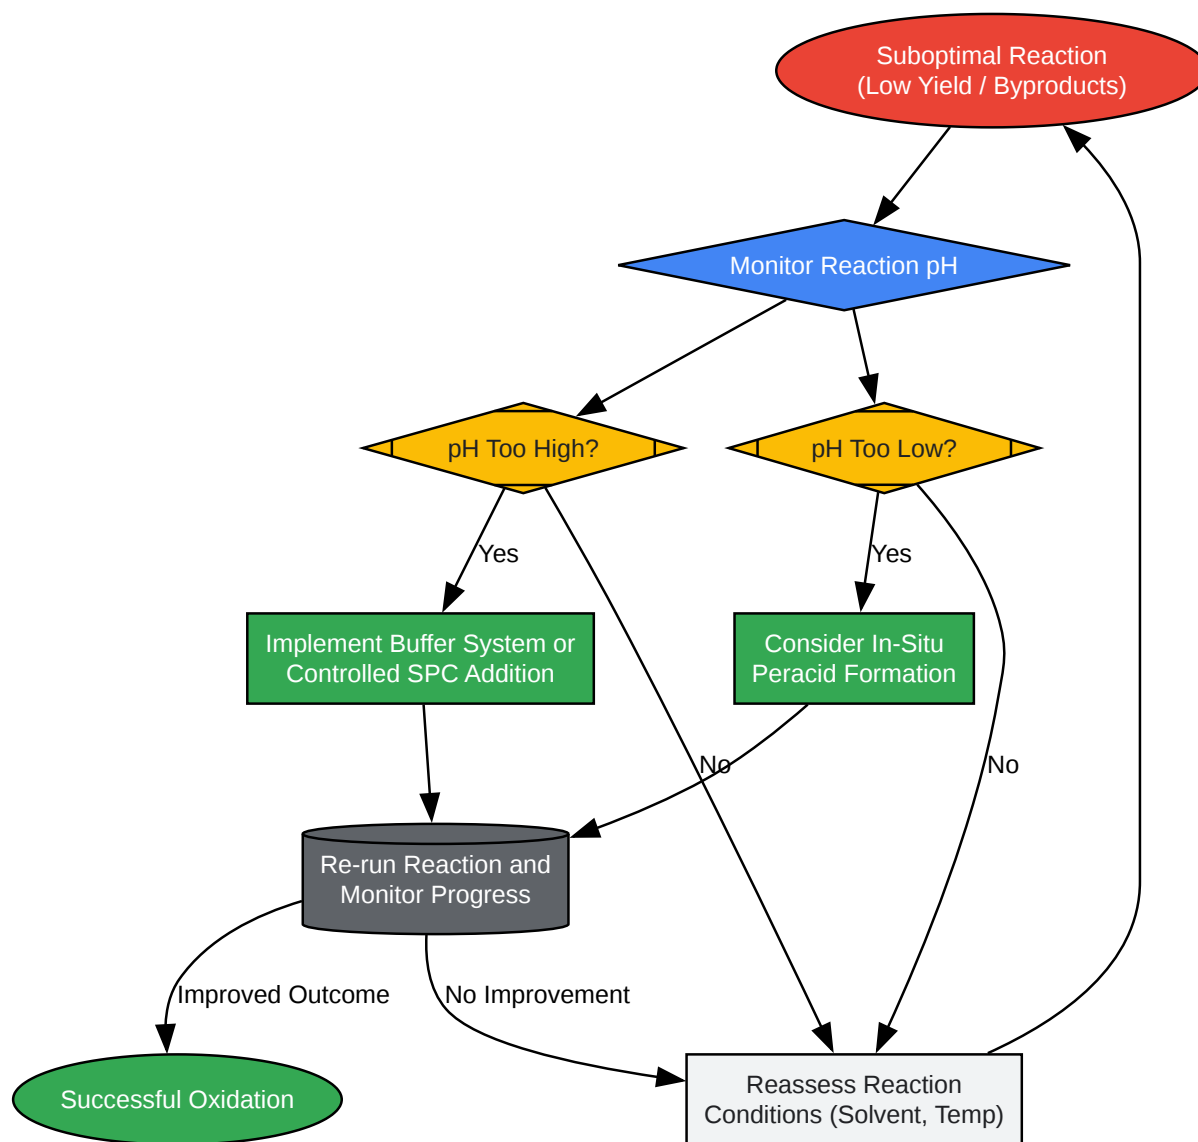 Suboptimal Reaction
(Low Yield / Byproducts)
Monitor Reaction pH
pH Too High?
pH Too Low?
Yes
Yes
Implement Buffer System or
Controlled SPC Addition
Consider In-Situ
Peracid Formation
No
No
Re-run Reaction and
Monitor Progress
Improved Outcome
No Improvement
Successful Oxidation
Reassess Reaction
Conditions (Solvent, Temp)